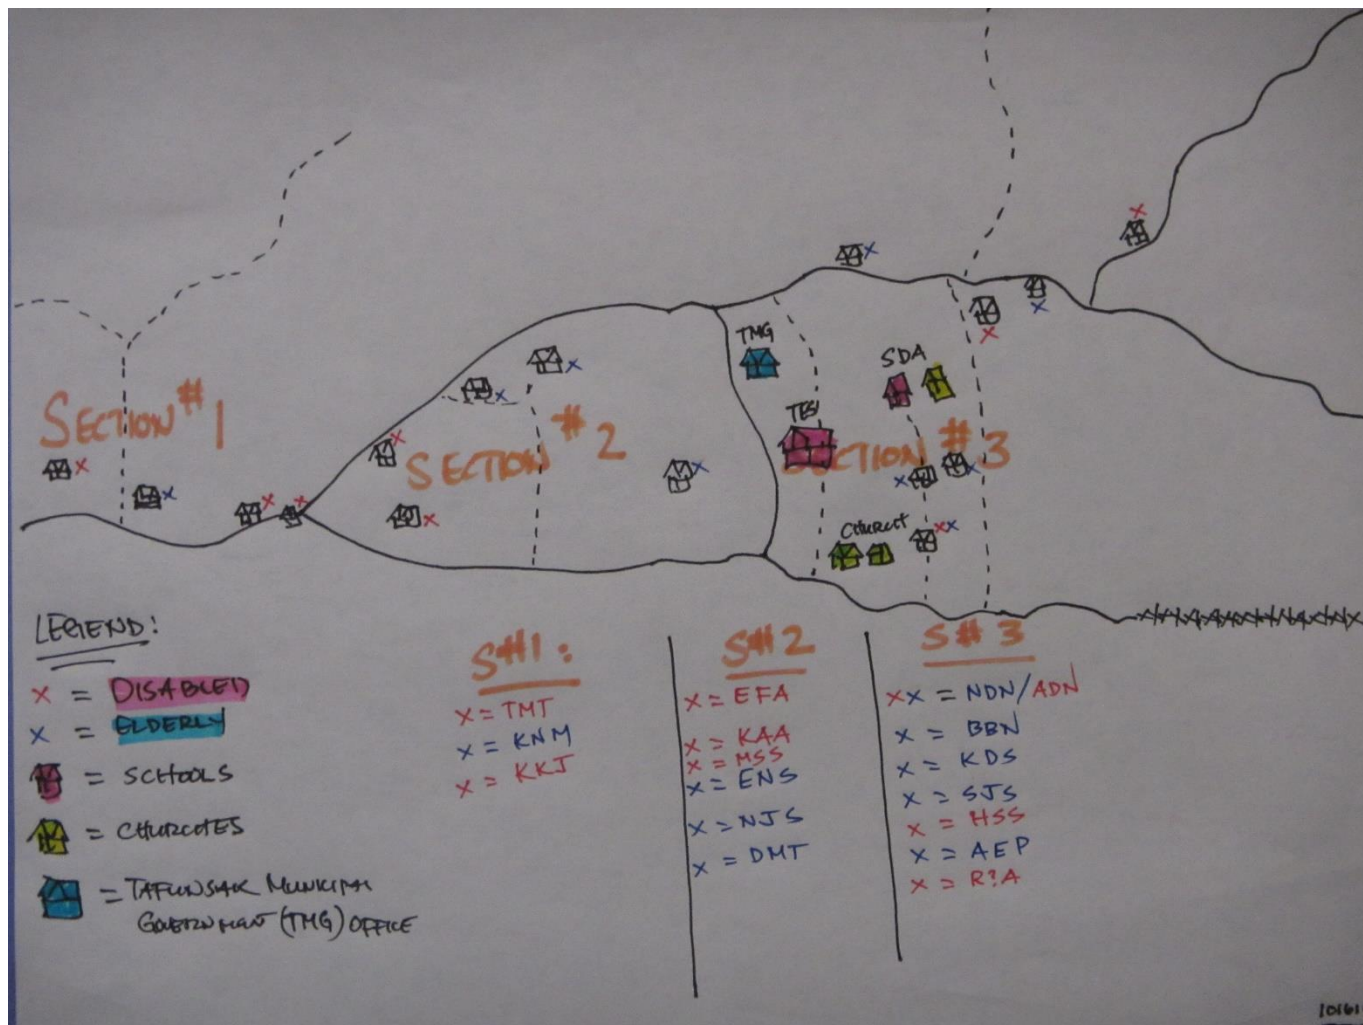 TMG
SDA
TES
SECTION #1
SECTION #2
SECTION #3
CHURCH
LEGEND:
X = DISABLED
X = ELDERLY
= SCHOOLS
= CHURCHES
= TAFUNSAK MUNICIPAL
GOVERNMENT (TMG) OFFICE
S#1:
X = TMT
X = KNM
X = KKJ
S#2
X = EFA
X = KAA
X = MSS
X = ENS
X = NJS
X = DMT
S#3
XX = NDN/ADN
X = BBN
X = KDS
X = SJS
X = HSS
X = AEP
X = R?A